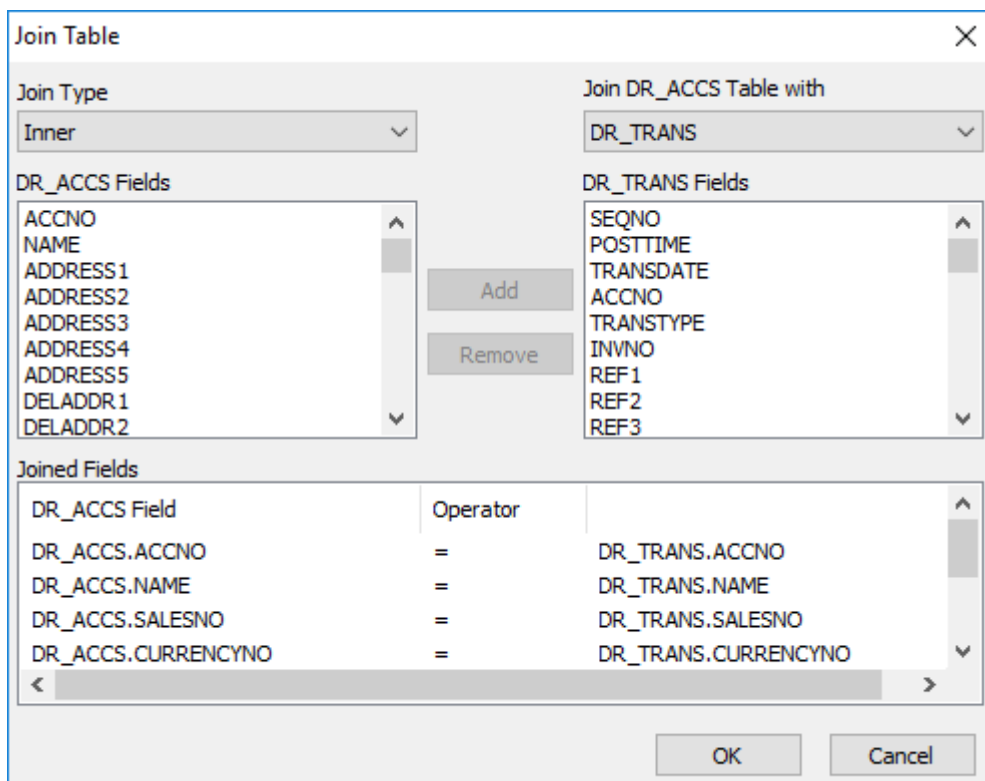 Join Table
Join Type
Join DR_ACCS Table with
Inner
DR_TRANS
DR_ACCS Fields
DR_TRANS Fields
ACCNO
NAME
ADDRESS1
ADDRESS2
ADDRESS3
ADDRESS4
ADDRESS5
DELADDR1
DELADDR2
Add
Remove
SEQNO
POSTTIME
TRANSDATE
ACCNO
TRANSTYPE
INVNO
REF1
REF2
REF3
Joined Fields
DR_ACCS Field Operator
DR_ACCS.ACCNO = DR_TRANS.ACCNO
DR_ACCS.NAME = DR_TRANS.NAME
DR_ACCS.SALESNO = DR_TRANS.SALESNO
DR_ACCS.CURRENCYNO = DR_TRANS.CURRENCYNO
OK Cancel